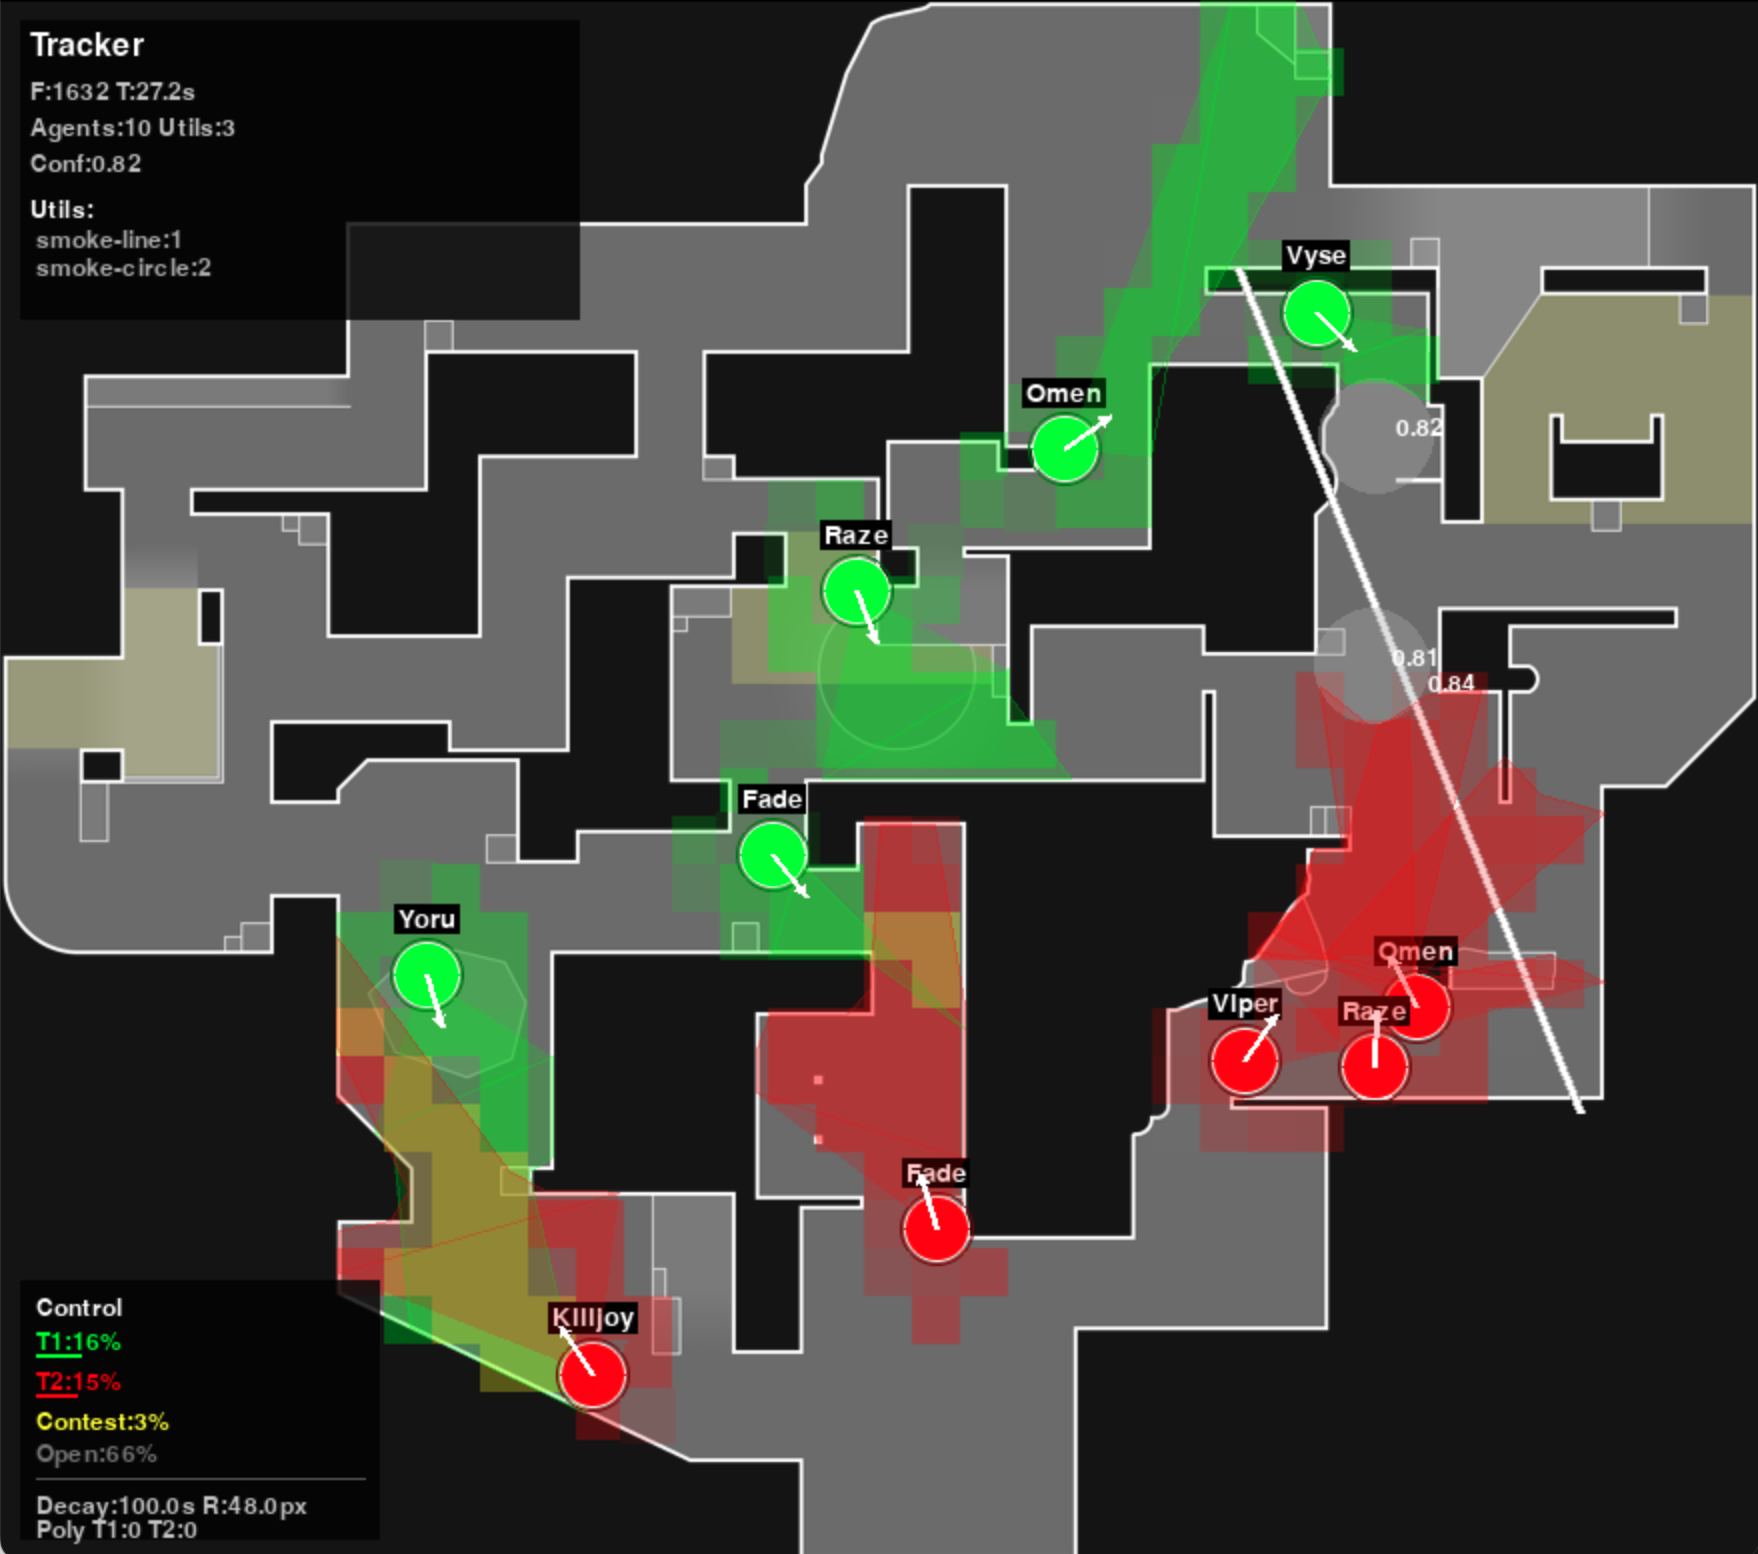 Tracker
F:1632 T:27.2s
Agents:10 Utils:3
Conf:0.82
Utils:
smoke-line:1
smoke-circle:2
Vyse
Omen
0.82
Raze
0.81
0.84
Fade
Yoru
Omen
Viper
Raze
Fade
Killjoy
Control
T1:16%
T2:15%
Contest:3%
Open:66%
Decay:100.0s R:48.0px
Poly T1:0 T2:0